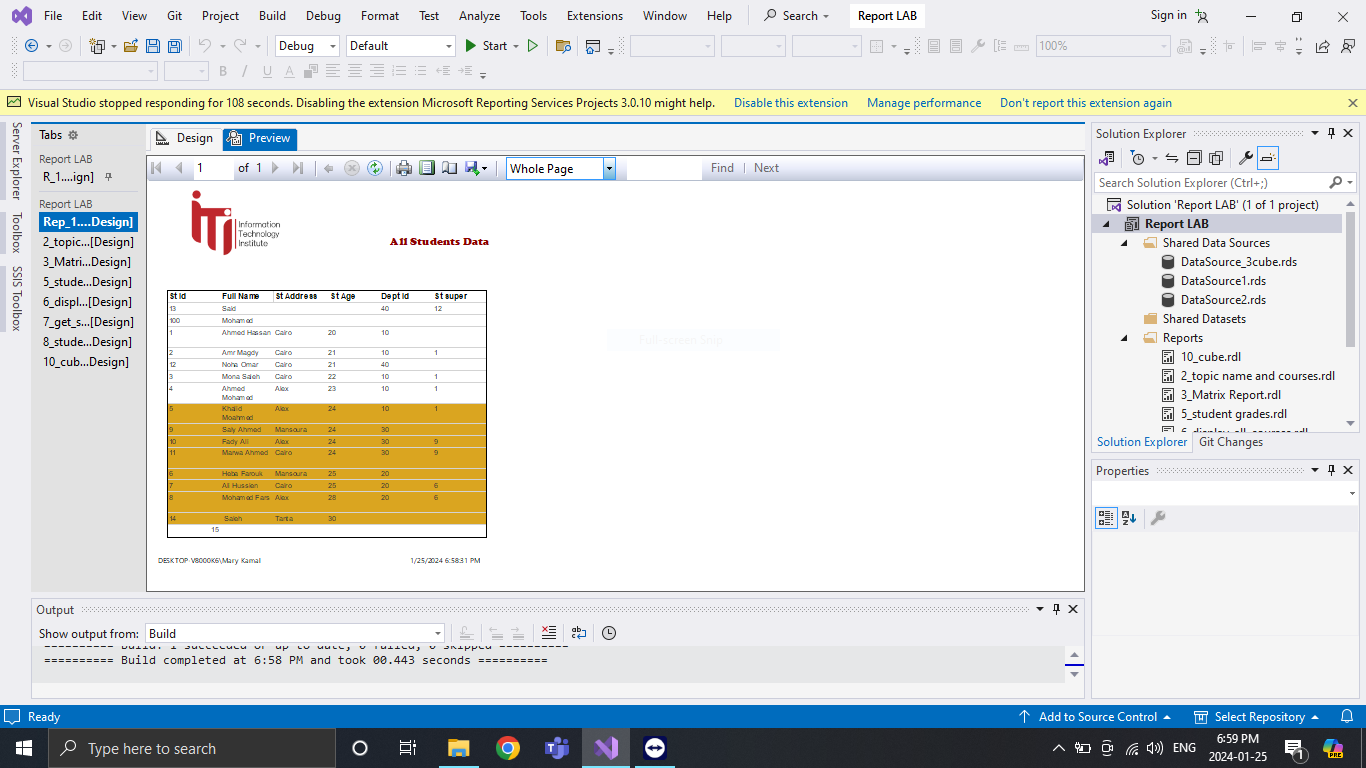 File Edit View Git Project Build Debug Format Test Analyze Tools Extensions Window Help Search Report LAB Sign in
Debug Default Start 100%
B I U A
Visual Studio stopped responding for 108 seconds. Disabling the extension Microsoft Reporting Services Projects 3.0.10 might help. Disable this extension Manage performance Don't report this extension again
Server Explorer
Toolbox
SSIS Toolbox
Tabs
Report LAB
R_1....ign]
Report LAB
Rep_1....Design]
2_topic...[Design]
3_Matri...Design]
5_stude...Design]
6_displ...[Design]
7_get_s...[Design]
8_stude...Design]
10_cub...Design]
Design Preview
1 of 1 Whole Page Find Next
iTi
Information
Technology
Institute
All Students Data
St Id Full Name St Address St Age Dept Id St super
13 Said 40 12
100 Mohamed
1 Ahmed Hassan Cairo 20 10
2 Amr Magdy Cairo 21 10 1
12 Noha Omar Cairo 21 40
3 Mona Saleh Cairo 22 10 1
4 Ahmed Mohamed Alex 23 10 1
5 Khalid Moahmed Alex 24 10 1
9 Saly Ahmed Mansoura 24 30
10 Fady Ali Alex 24 30 9
11 Marwa Ahmed Cairo 24 30 9
6 Heba Farouk Mansoura 25 20
7 Ali Hussien Cairo 25 20 6
8 Mohamed Fars Alex 28 20 6
14 Saleh Tanta 30
15
DESKTOP-V8000K6\Mary Kamal 1/25/2024 6:58:31 PM
Full-screen Snip
Solution Explorer
Search Solution Explorer (Ctrl+;)
Solution 'Report LAB' (1 of 1 project)
Report LAB
Shared Data Sources
DataSource_3cube.rds
DataSource1.rds
DataSource2.rds
Shared Datasets
Reports
10_cube.rdl
2_topic name and courses.rdl
3_Matrix Report.rdl
5_student grades.rdl
6_display_all_courses.rdl
Solution Explorer Git Changes
Properties
Output
Show output from: Build
========== Build: 1 succeeded or up-to-date, 0 failed, 0 skipped ==========
========== Build completed at 6:58 PM and took 00.443 seconds ==========
Ready Add to Source Control Select Repository
Type here to search
ENG
6:59 PM
2024-01-25
1
PRE